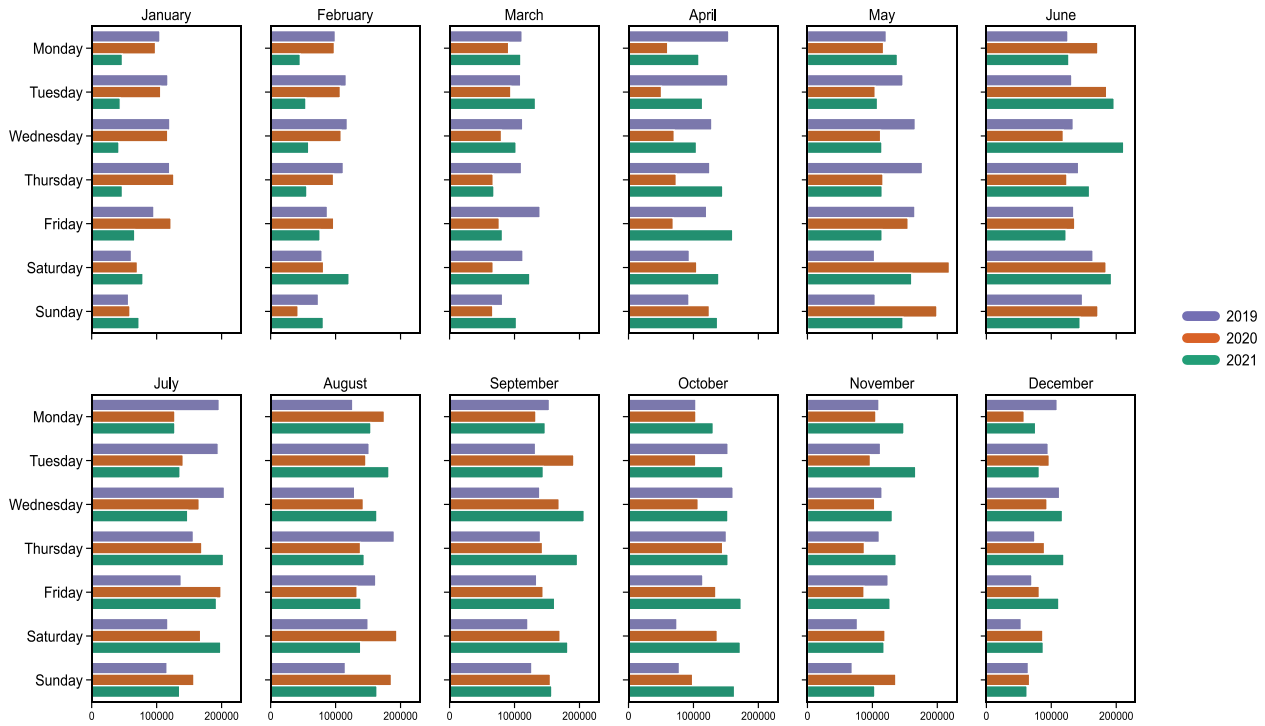 January February March April May June
Monday
Tuesday
Wednesday
Thursday
Friday
Saturday
Sunday
2019
2020
2021
July August September October November December
Monday
Tuesday
Wednesday
Thursday
Friday
Saturday
Sunday
0 100000 200000 0 100000 200000 0 100000 200000 0 100000 200000 0 100000 200000 0 100000 200000